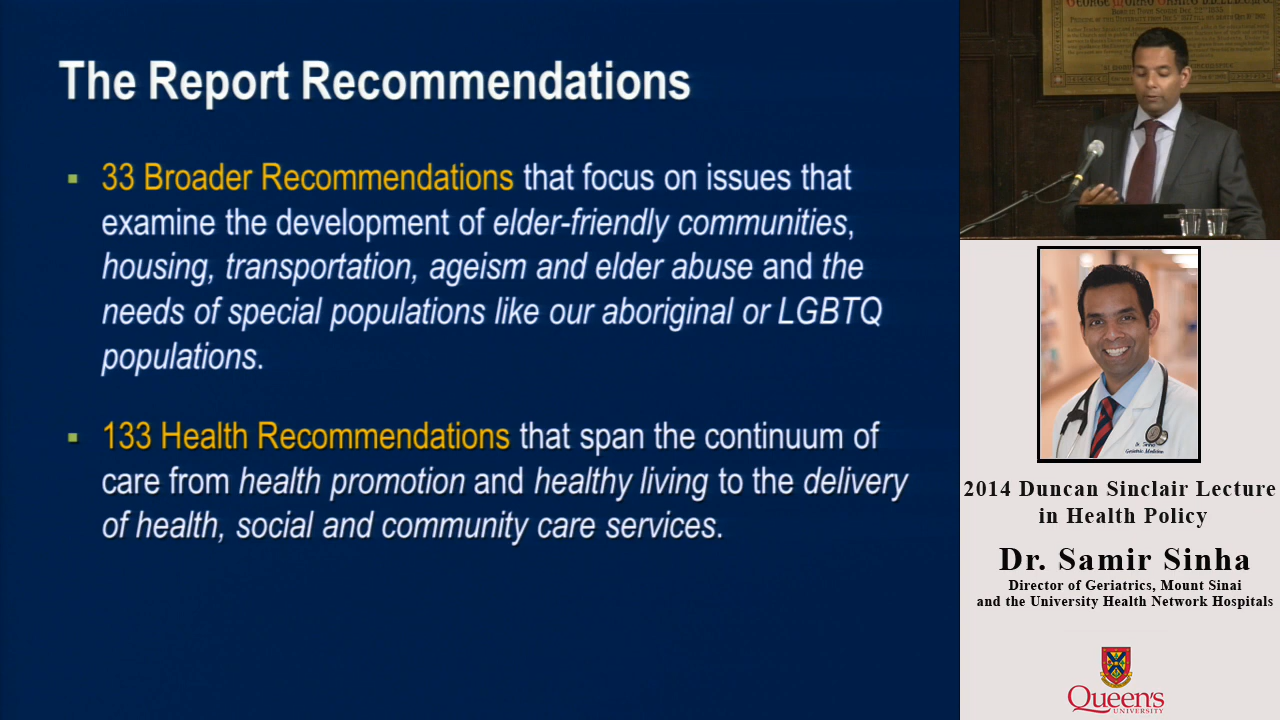 The Report Recommendations
33 Broader Recommendations that focus on issues that
examine the development of elder-friendly communities,
housing, transportation, ageism and elder abuse and the
needs of special populations like our aboriginal or LGBTQ
populations.
133 Health Recommendations that span the continuum of
care from health promotion and healthy living to the delivery
of health, social and community care services.
Dr. Sinha
Geriatric Medicine
2014 Duncan Sinclair Lecture
in Health Policy
Dr. Samir Sinha
Director of Geriatrics, Mount Sinai
and the University Health Network Hospitals
Queen's
UNIVERSITY